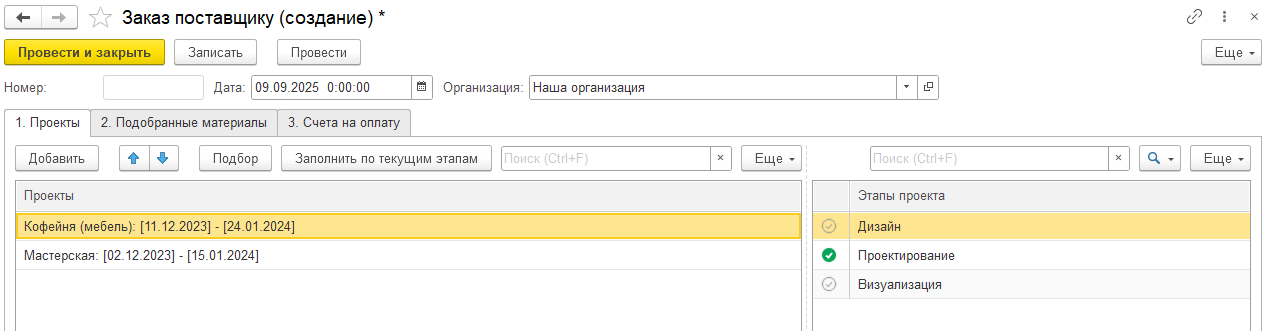 Заказ поставщику (создание) *
Провести и закрыть Записать Провести Еще
Номер: Дата: 09.09.2025 0:00:00 Организация: Наша организация
1. Проекты 2. Подобранные материалы 3. Счета на оплату
Добавить Подбор Заполнить по текущим этапам Поиск (Ctrl+F) × Еще Поиск (Ctrl+F) × Еще
Проекты Этапы проекта
Кофейня (мебель): [11.12.2023] - [24.01.2024] Дизайн
Мастерская: [02.12.2023] - [15.01.2024] Проектирование
Визуализация